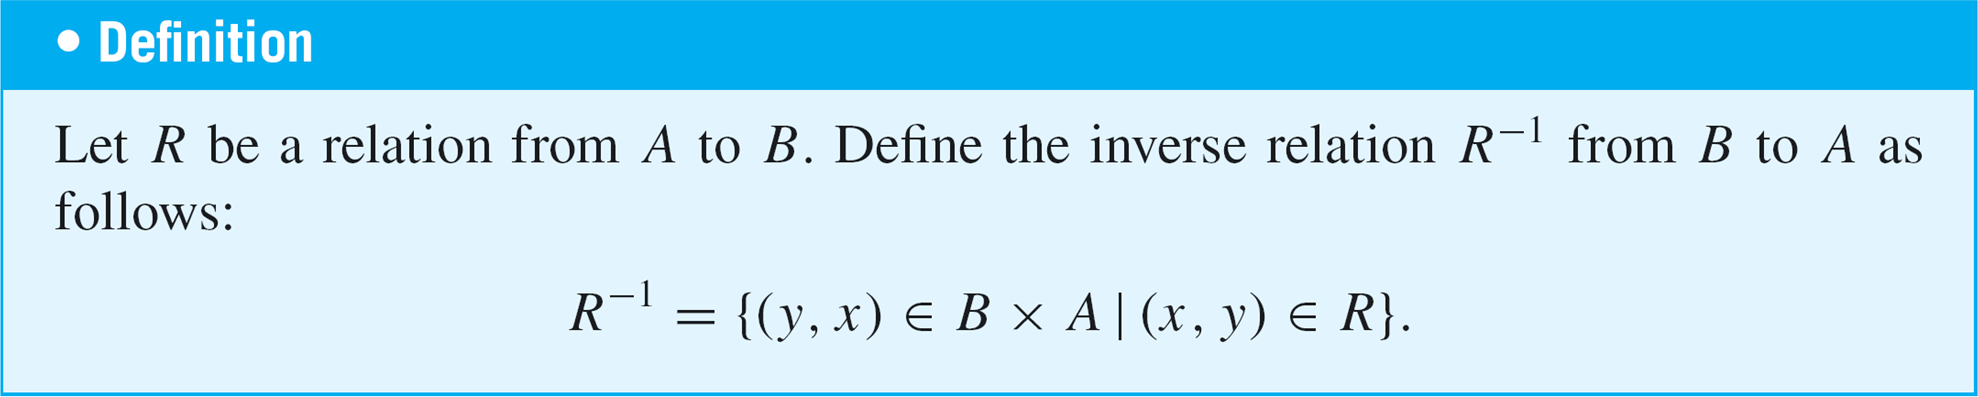 • Definition
Let R be a relation from A to B. Define the inverse relation R⁻¹ from B to A as
follows:
R⁻¹ = {(y, x) ∈ B × A | (x, y) ∈ R}.